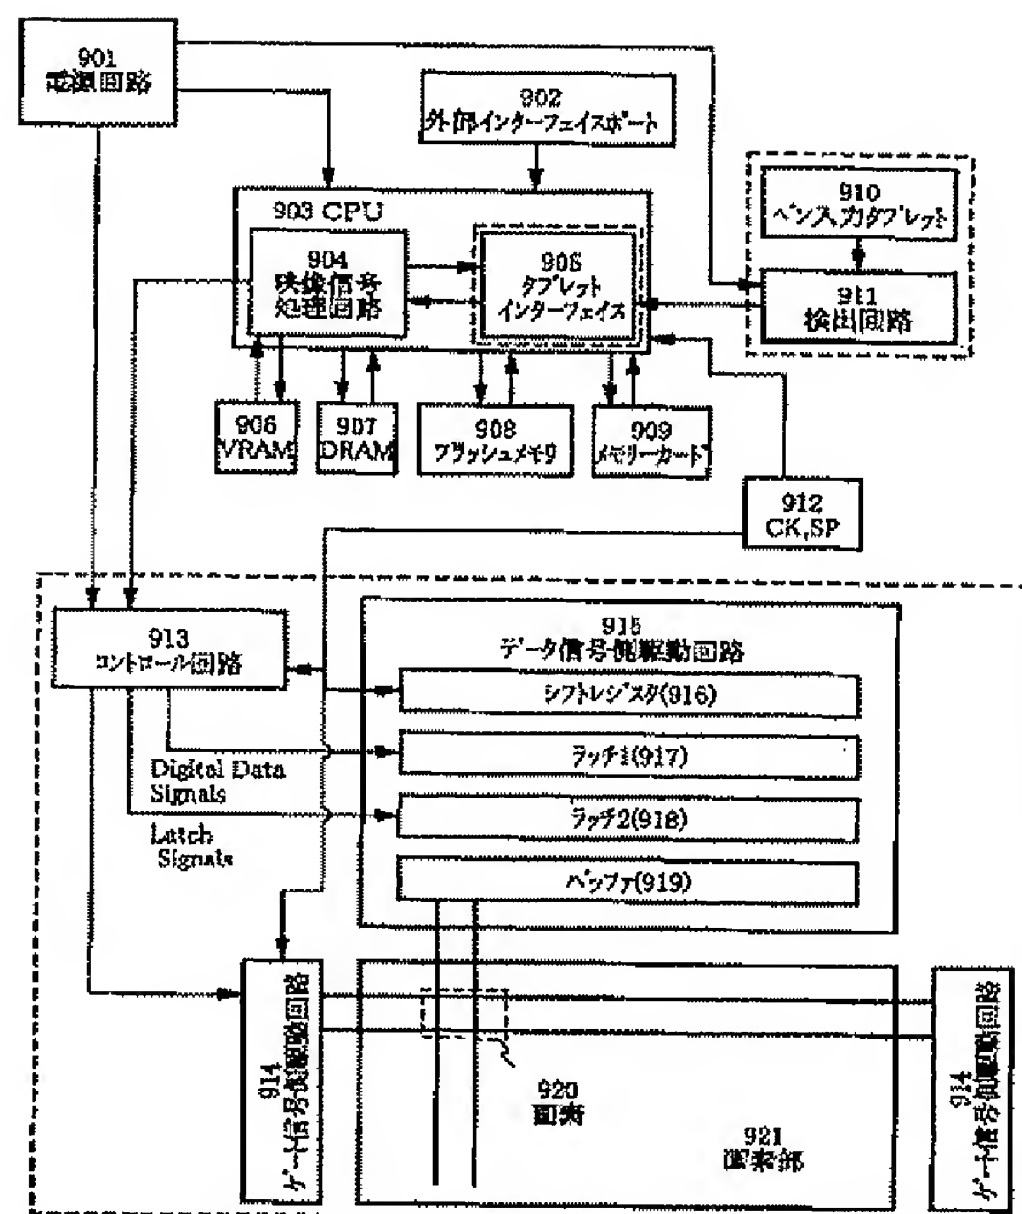 901
電源回路
902
外部インターフェイスポート
903 CPU
904
映像信号
処理回路
906
タブレット
インターフェイス
910
ペン入力タブレット
911
検出回路
906
VRAM
907
DRAM
908
フラッシュメモリ
909
メモリーカード
912
CK,SP
913
コントロール回路
915
データ信号側駆動回路
シフトレジスタ(916)
ラッチ1(917)
ラッチ2(918)
バッファ(919)
Digital Data
Signals
Latch
Signals
914
ゲート信号側駆動回路
920
画素
921
画素部
914
ゲート信号側駆動回路